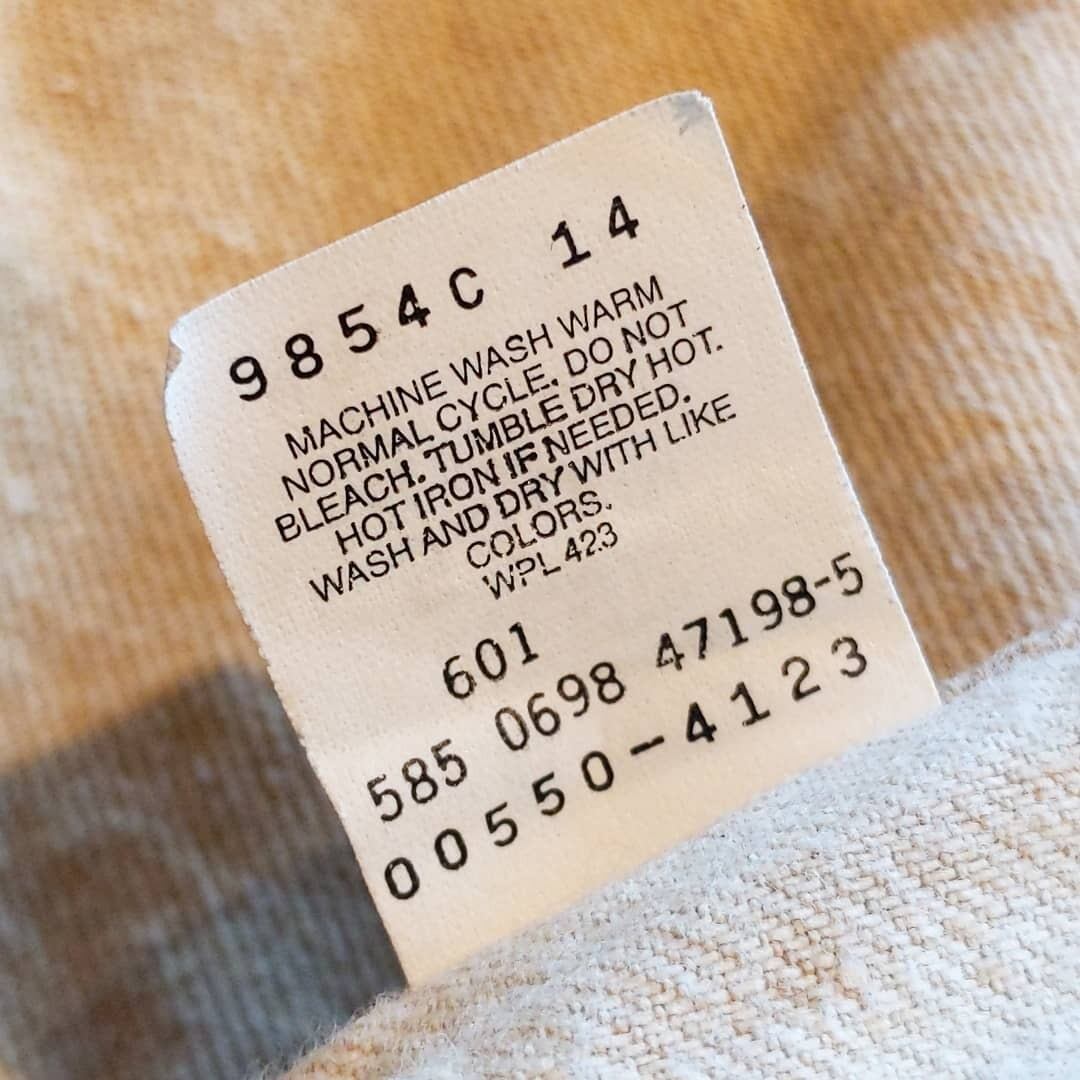 9854C 14
MACHINE WASH WARM
NORMAL CYCLE. DO NOT
BLEACH. TUMBLE DRY HOT.
HOT IRON IF NEEDED.
WASH AND DRY WITH LIKE
COLORS.
WPL 423
601
585 0698 47198-5
00550-4123